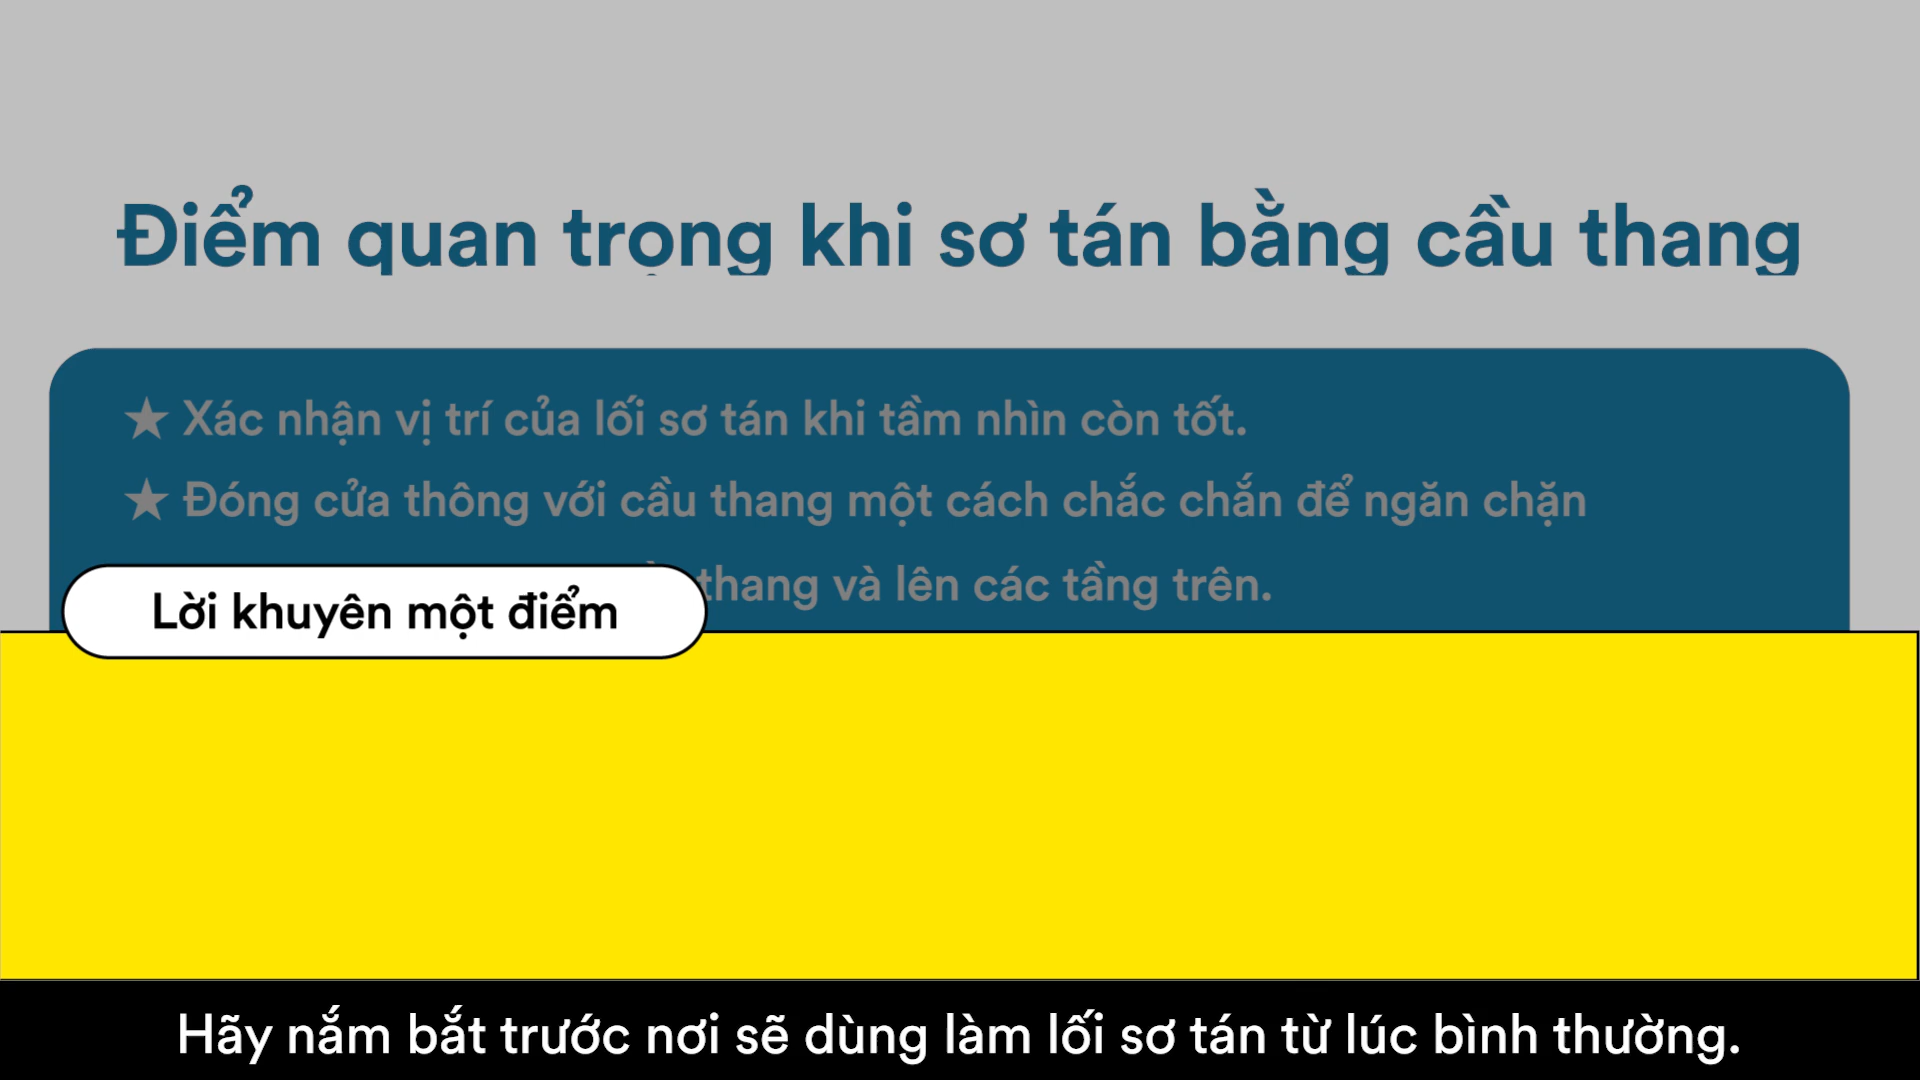 Điểm quan trọng khi sơ tán bằng cầu thang
★ Xác nhận vị trí của lối sơ tán khi tầm nhìn còn tốt.
★ Đóng cửa thông với cầu thang một cách chắc chắn để ngăn chặn
thang và lên các tầng trên.
Lời khuyên một điểm
Hãy nắm bắt trước nơi sẽ dùng làm lối sơ tán từ lúc bình thường.